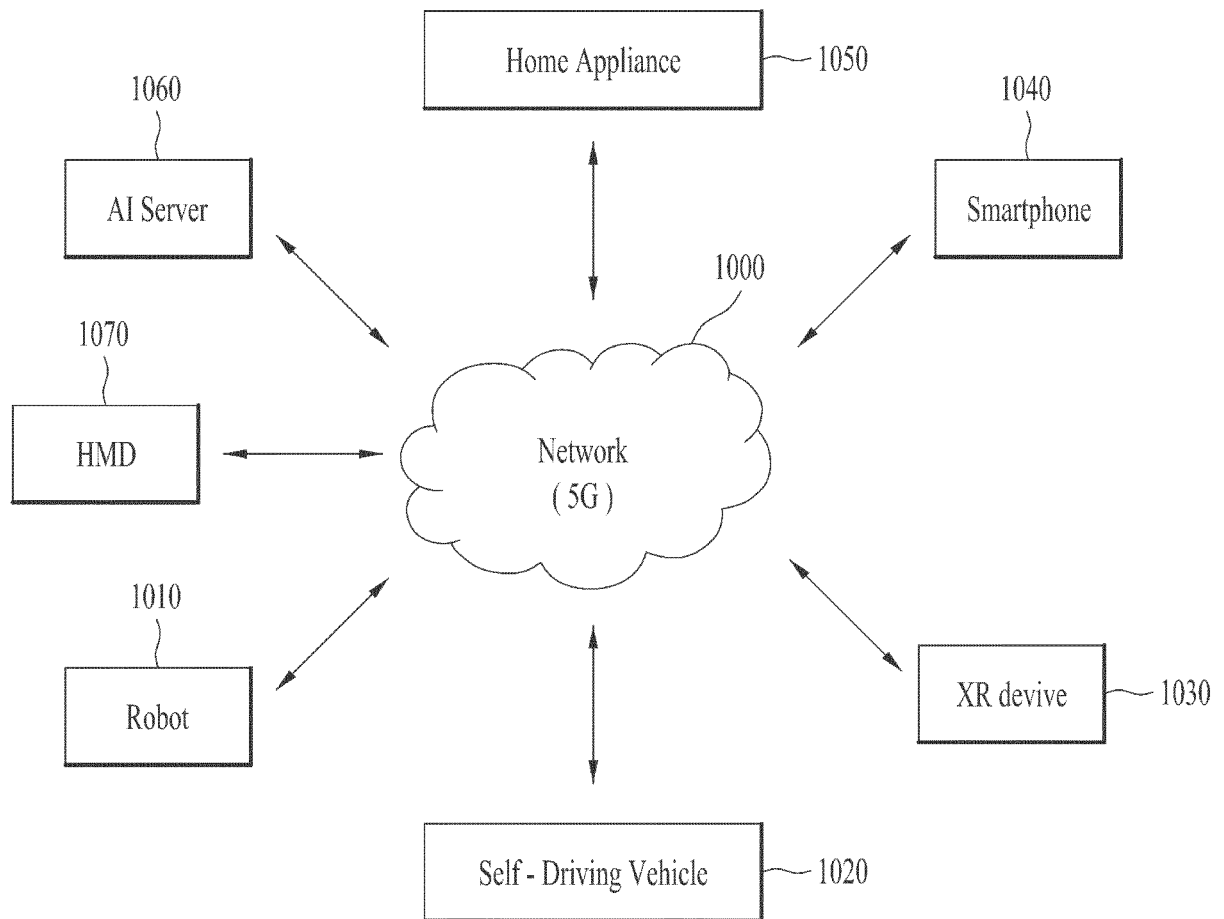 Home Appliance
1050
1060
AI Server
1040
Smartphone
1000
1070
HMD
Network
( 5G )
1010
Robot
XR devive
1030
Self - Driving Vehicle
1020